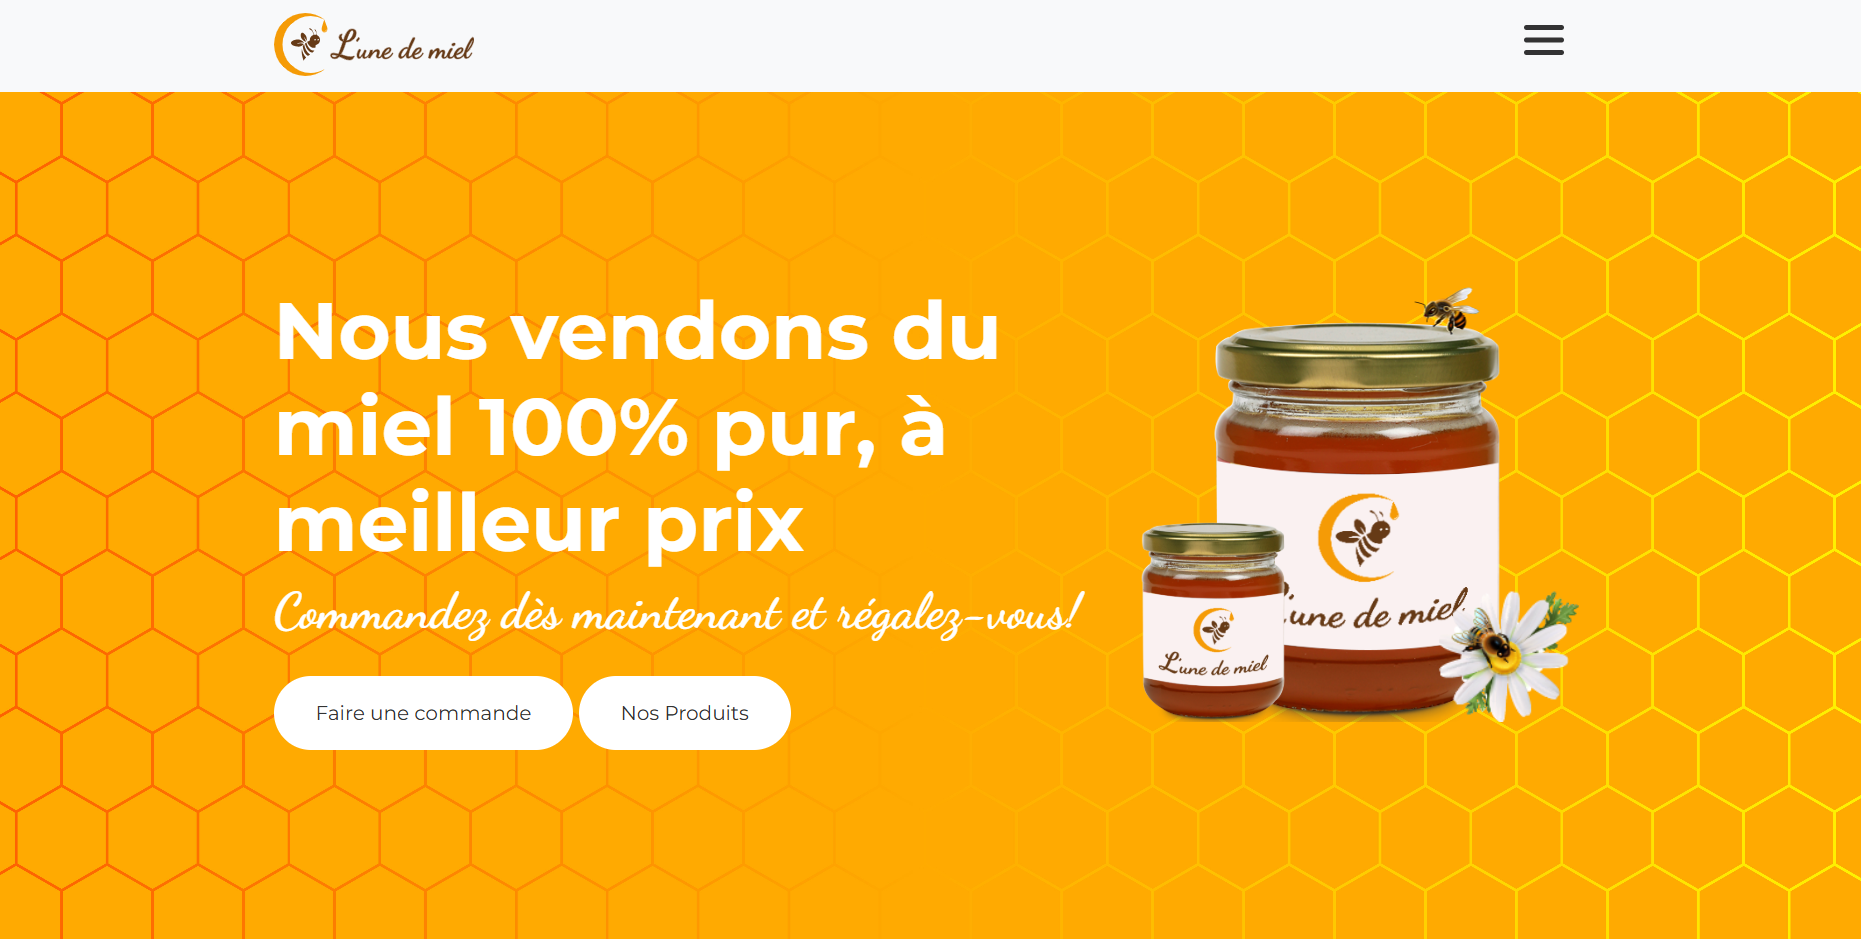 L'une de miel
Nous vendons du
miel 100% pur, à
meilleur prix
Commandez dès maintenant et régalez-vous!
Faire une commande
Nos Produits
L'une de miel
L'une de miel